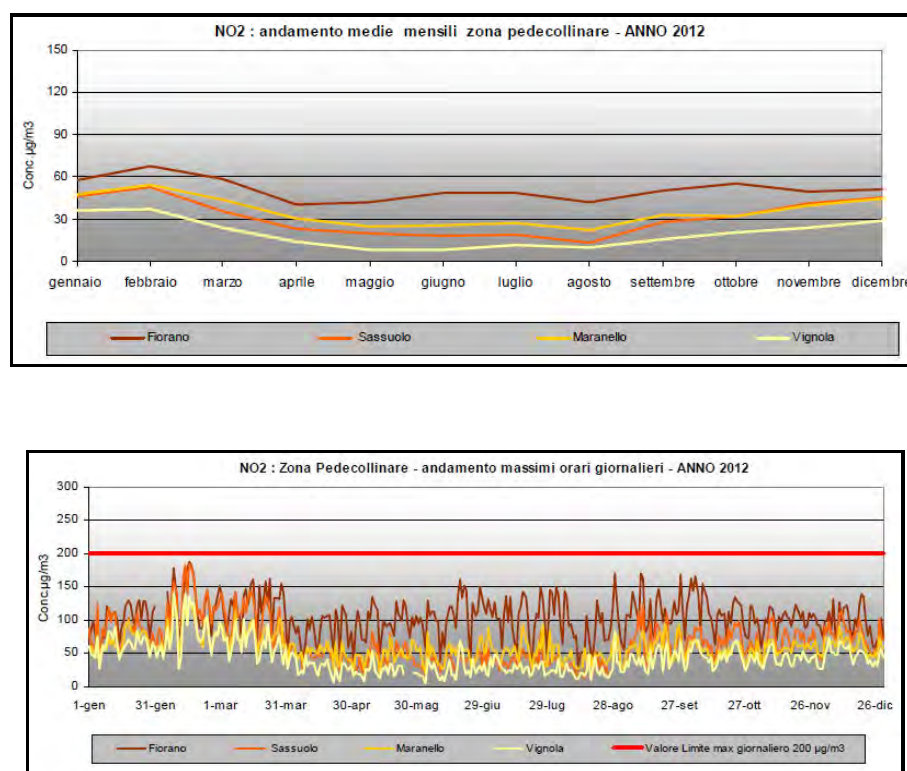 NO2 : andamento medie mensili zona pedecollinare - ANNO 2012
Conc.µg/m3
150
120
90
60
30
0
gennaio febbraio marzo aprile maggio giugno luglio agosto settembre ottobre novembre dicembre
Fiorano Sassuolo Maranello Vignola
NO2 : Zona Pedecollinare - andamento massimi orari giornalieri - ANNO 2012
Conc.µg/m3
300
250
200
150
100
50
0
1-gen 31-gen 1-mar 31-mar 30-apr 30-mag 29-giu 29-lug 28-ago 27-set 27-ott 26-nov 26-dic
Fiorano Sassuolo Maranello Vignola Valore Limite max giornaliero 200 µg/m3